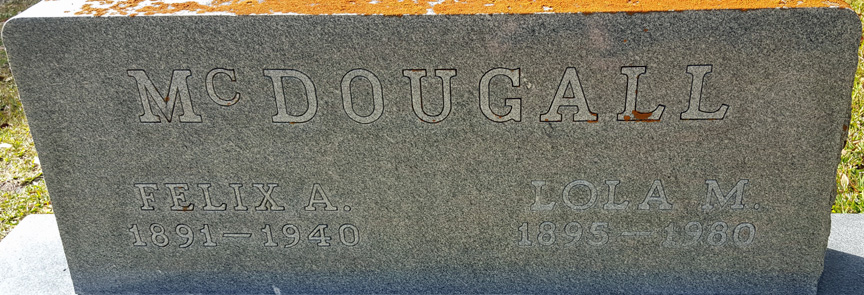 McDOUGALL
FELIX A.
1891–1940
LOLA M.
1895–1980